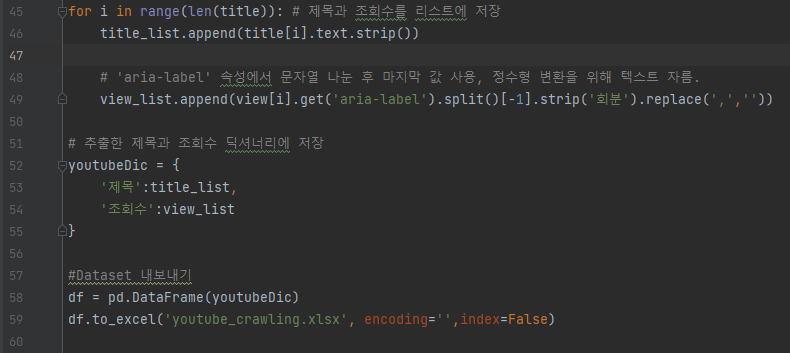 45 for i in range(len(title)): # 제목과 조회수를 리스트에 저장
46 title_list.append(title[i].text.strip())
47
48 # 'aria-label' 속성에서 문자열 나눈 후 마지막 값 사용, 정수형 변환을 위해 텍스트 자름.
49 view_list.append(view[i].get('aria-label').split()[-1].strip('회분').replace(',',''))
50
51 # 추출한 제목과 조회수 딕셔너리에 저장
52 youtubeDic = {
53 '제목':title_list,
54 '조회수':view_list
55 }
56
57 #Dataset 내보내기
58 df = pd.DataFrame(youtubeDic)
59 df.to_excel('youtube_crawling.xlsx', encoding='',index=False)
60